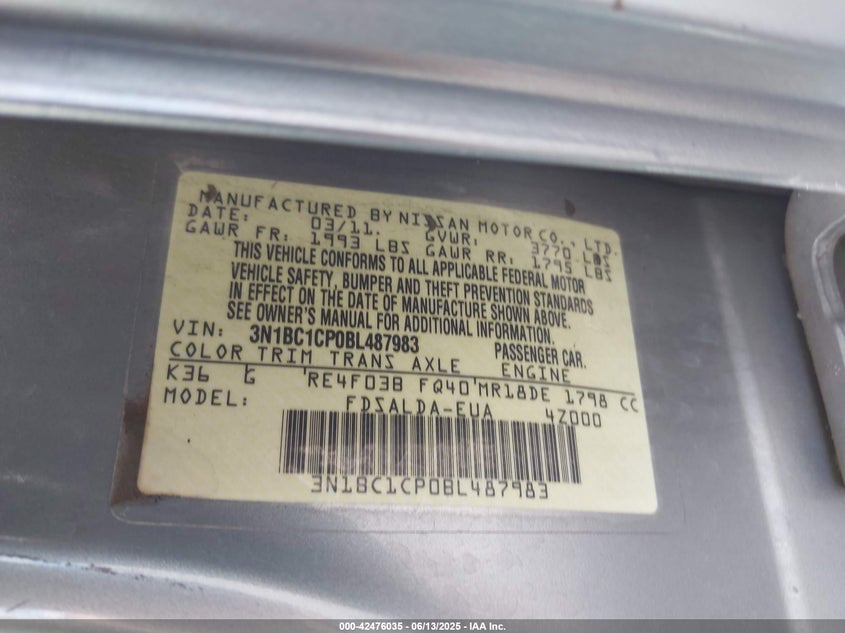 MANUFACTURED BY NISSAN MOTOR CO., LTD.
DATE: 03/11. GVWR: 3770 LBS
GAWR FR: 1993 LBS GAWR RR: 1795 LBS
THIS VEHICLE CONFORMS TO ALL APPLICABLE FEDERAL MOTOR
VEHICLE SAFETY, BUMPER AND THEFT PREVENTION STANDARDS
IN EFFECT ON THE DATE OF MANUFACTURE SHOWN ABOVE.
SEE OWNER'S MANUAL FOR ADDITIONAL INFORMATION.
VIN: 3N1BC1CP0BL487983 PASSENGER CAR.
COLOR TRIM TRANS AXLE ENGINE
K36 G RE4F03B FQ40 MR18DE 1798 CC
MODEL: FDSALDA-EUA 4Z000
3N1BC1CP0BL487983
000-42476035 - 06/13/2025 - IAA Inc.